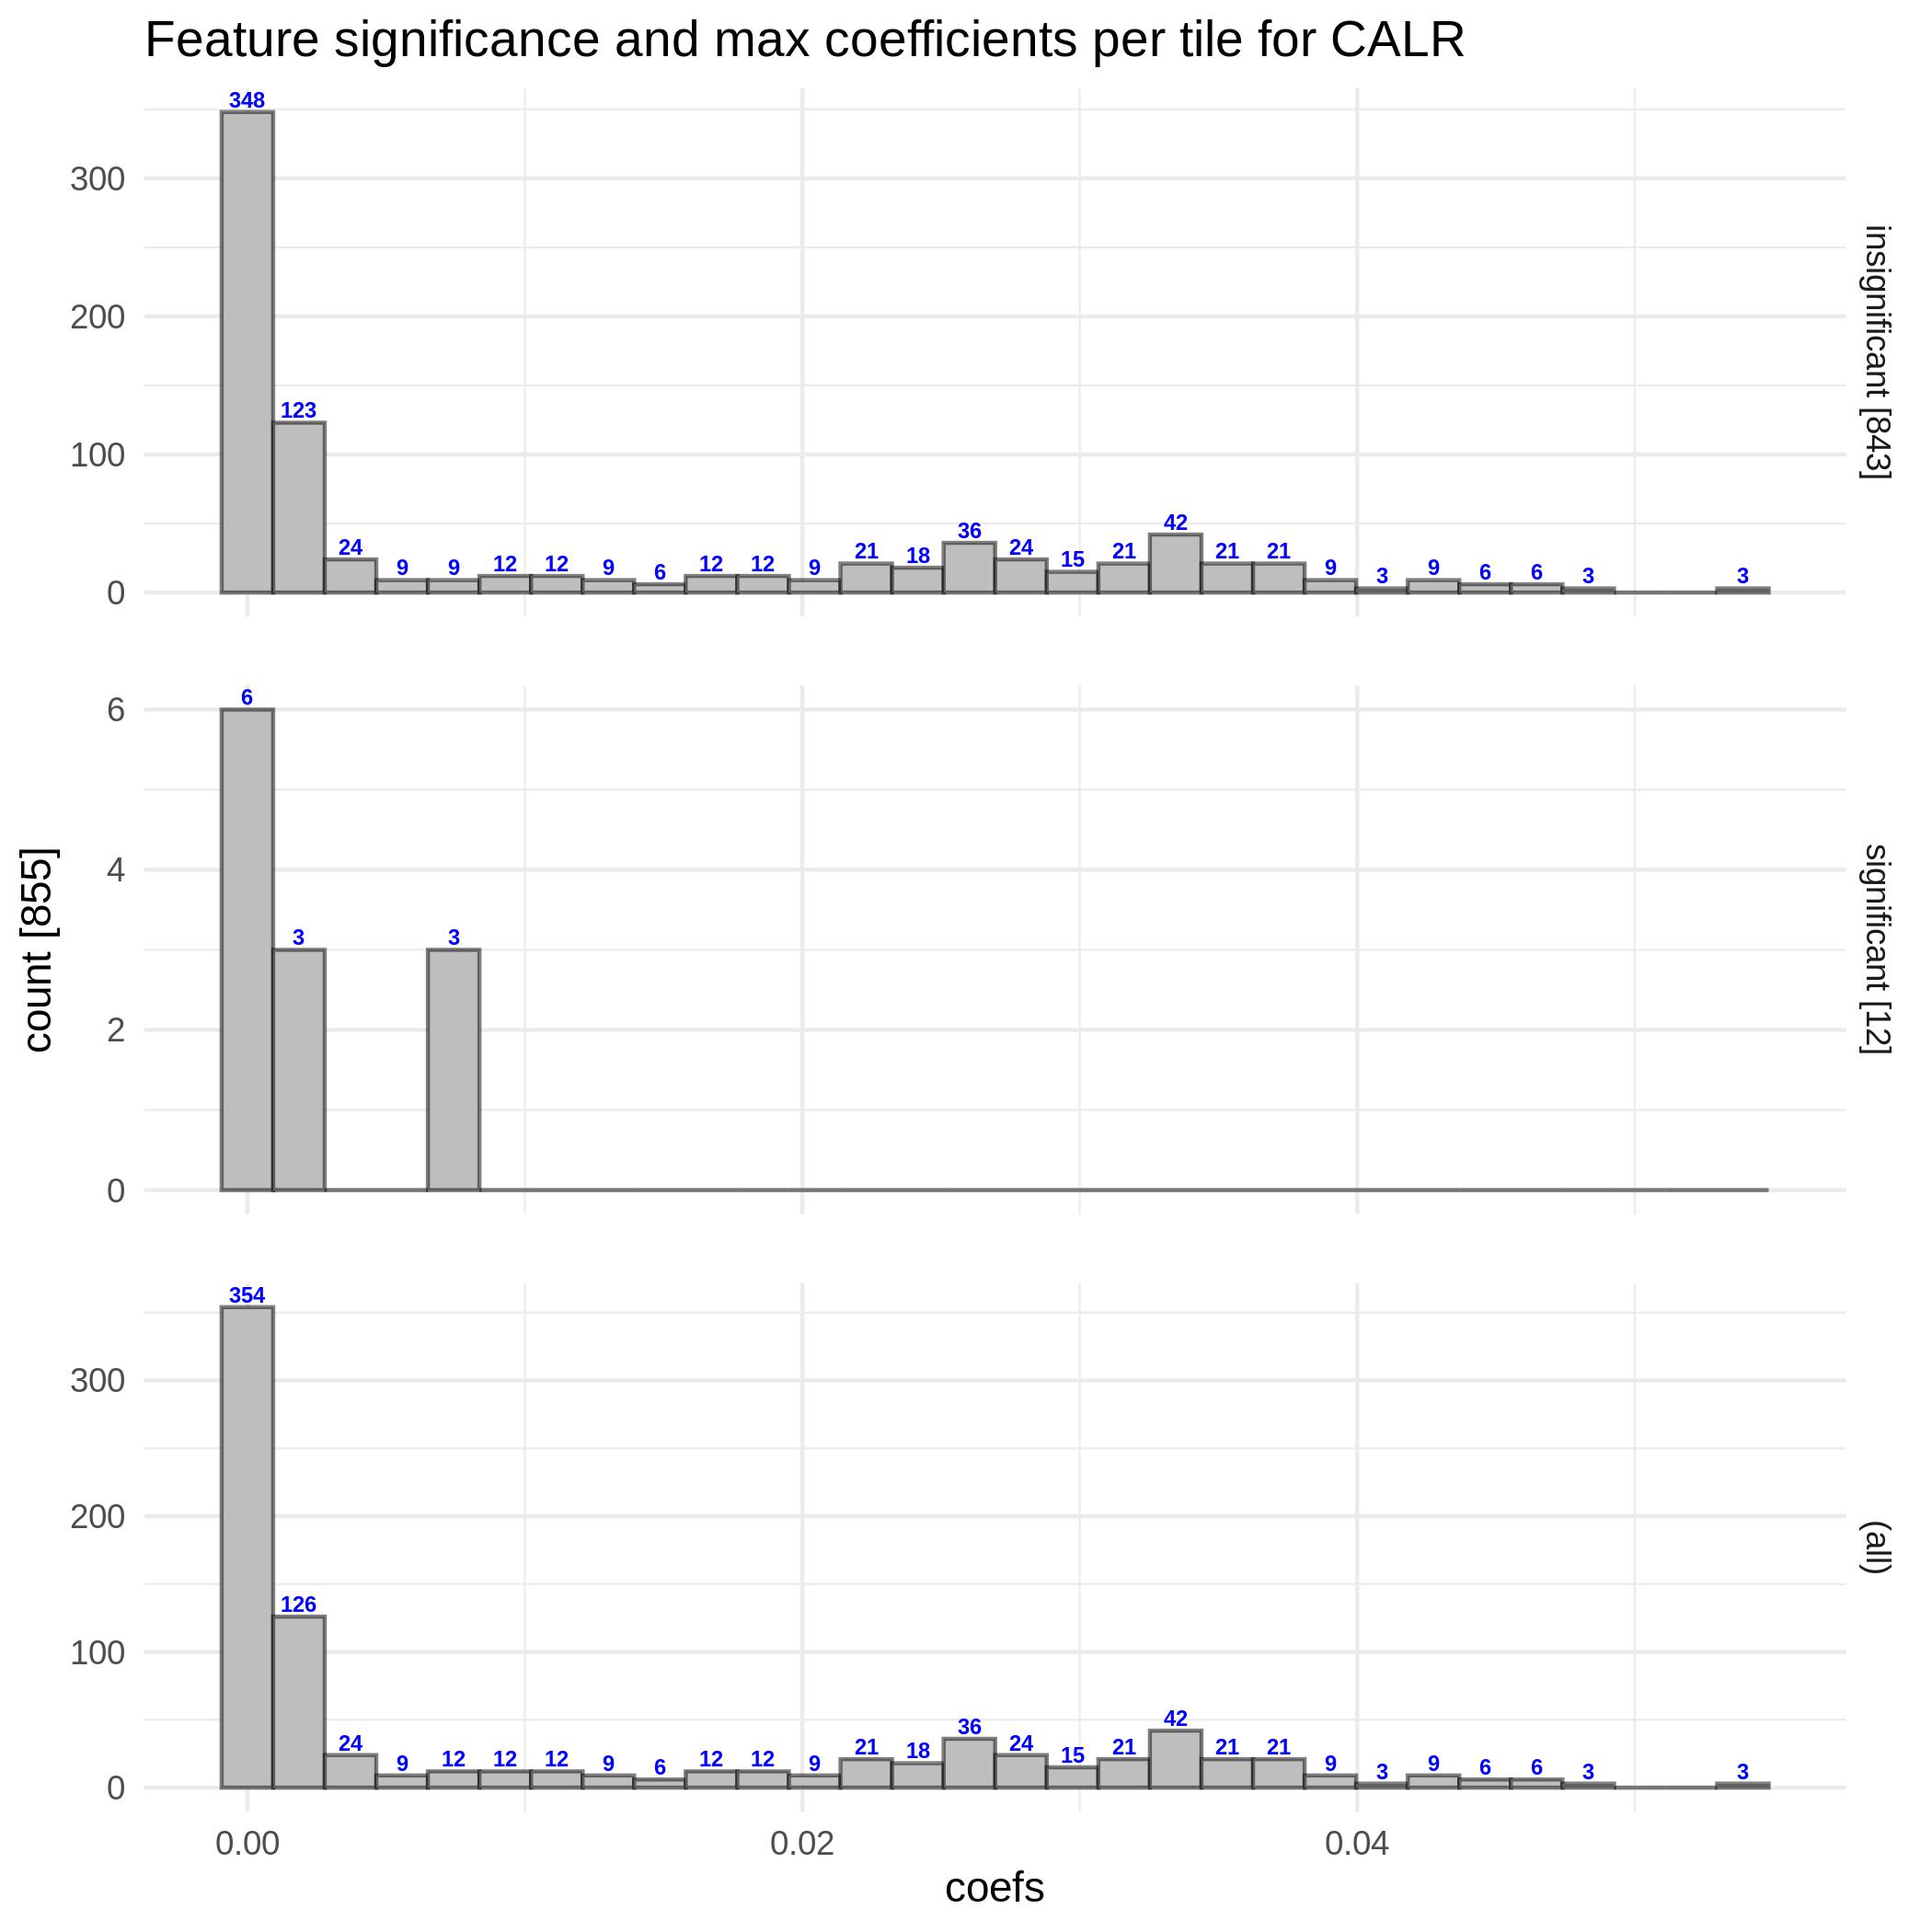 Feature significance and max coefficients per tile for CALR
348
300
200
123
100
24 9 9 12 12 9 6 12 12 9 21 18 36 24 15 21 42 21 21 9 3 9 6 6 3 3
0
insignificant [843]
6
6
4
3 3
2
0
significant [12]
count [855]
354
300
200
126
100
24 9 12 12 12 9 6 12 12 9 21 18 36 24 15 21 42 21 21 9 3 9 6 6 3 3
0
(all)
0.00 0.02 0.04
coefs